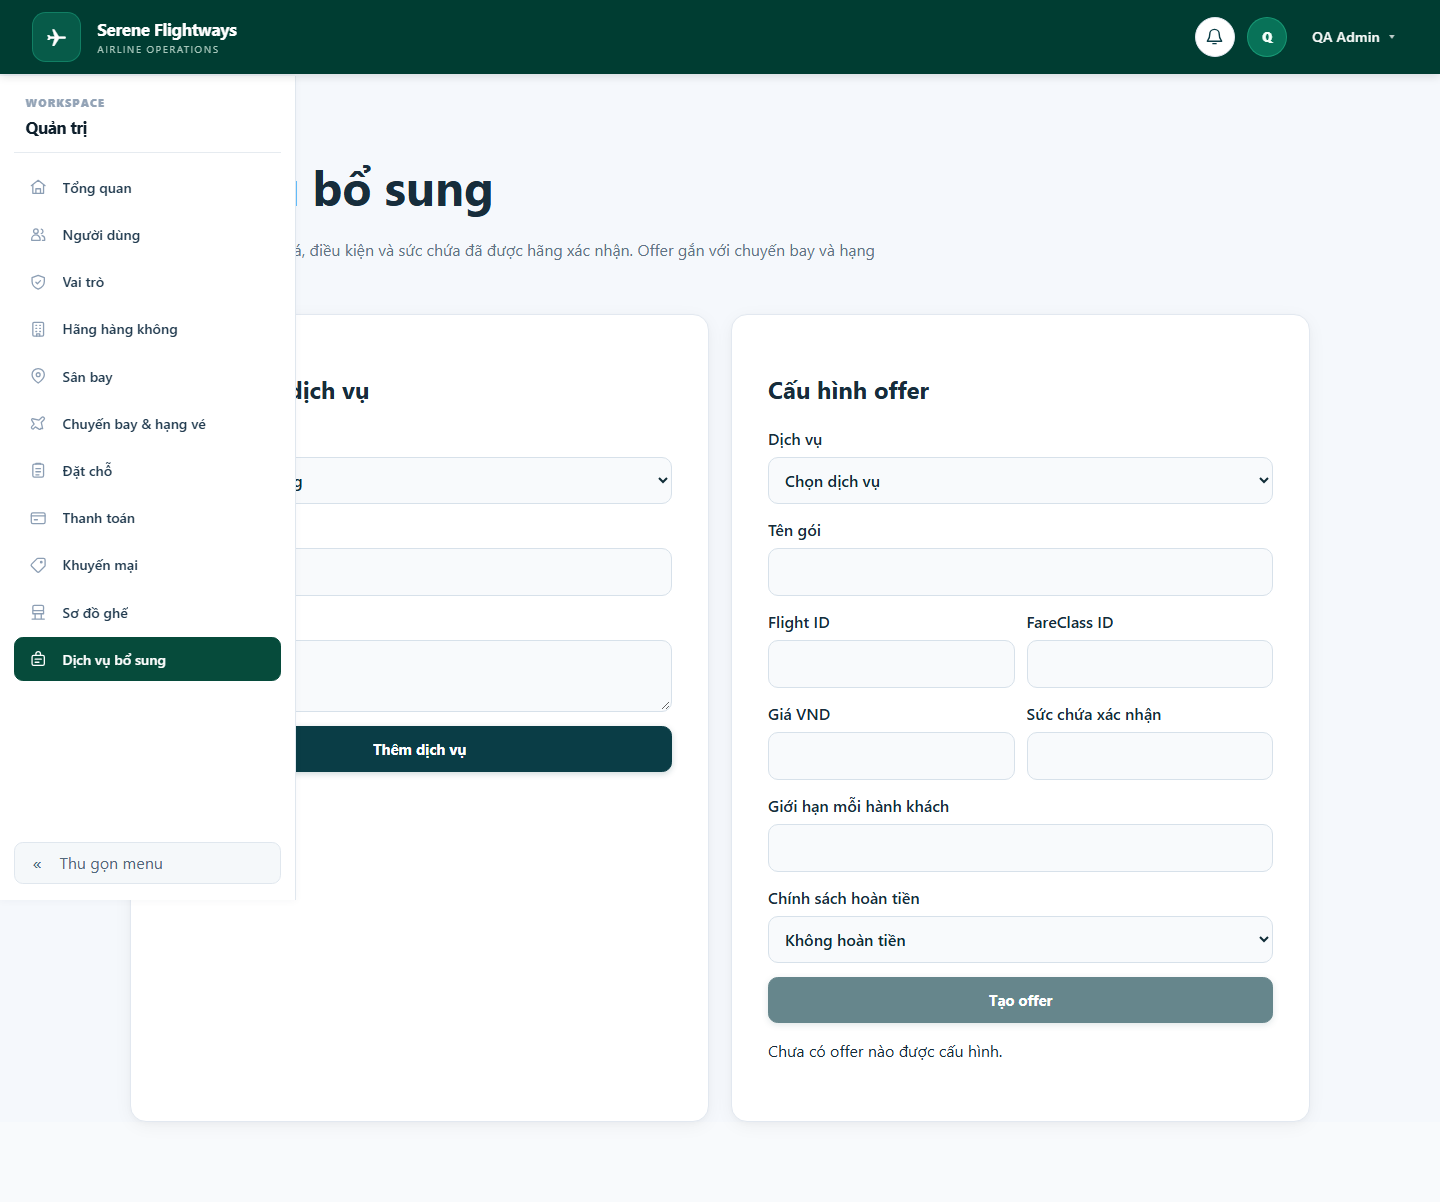 Serene Flightways
AIRLINE OPERATIONS
Q
QA Admin
WORKSPACE
Quản trị
Tổng quan
Người dùng
Vai trò
Hãng hàng không
Sân bay
Chuyến bay & hạng vé
Đặt chỗ
Thanh toán
Khuyến mại
Sơ đồ ghế
Dịch vụ bổ sung
« Thu gọn menu
bổ sung
điều kiện và sức chứa đã được hãng xác nhận. Offer gắn với chuyến bay và hạng
dịch vụ
Thêm dịch vụ
Cấu hình offer
Dịch vụ
Chọn dịch vụ
Tên gói
Flight ID
FareClass ID
Giá VND
Sức chứa xác nhận
Giới hạn mỗi hành khách
Chính sách hoàn tiền
Không hoàn tiền
Tạo offer
Chưa có offer nào được cấu hình.